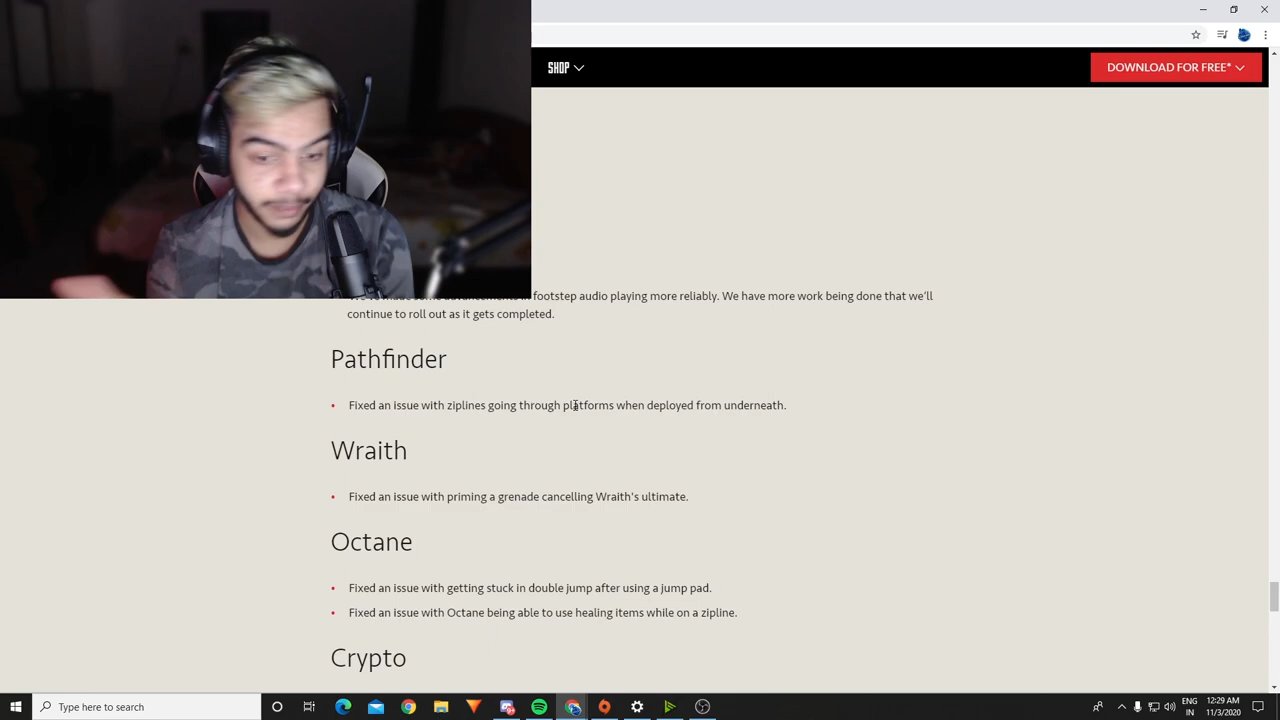 SHOP
DOWNLOAD FOR FREE*
footstep audio playing more reliably. We have more work being done that we'll
continue to roll out as it gets completed.
Pathfinder
• Fixed an issue with ziplines going through platforms when deployed from underneath.
Wraith
• Fixed an issue with priming a grenade cancelling Wraith's ultimate.
Octane
• Fixed an issue with getting stuck in double jump after using a jump pad.
• Fixed an issue with Octane being able to use healing items while on a zipline.
Crypto
Type here to search
ENG
IN
12:29 AM
11/3/2020